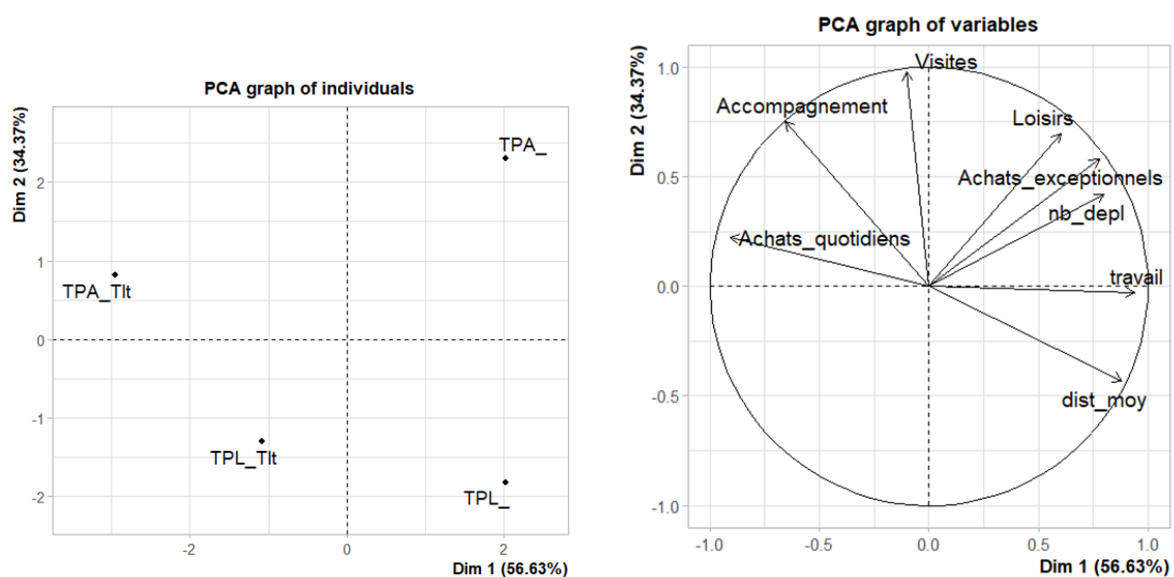 PCA graph of individuals
Dim 2 (34.37%)
2
1
0
-1
-2
TPA_
TPA_Tlt
TPL_Tlt
TPL_
-2
0
2
Dim 1 (56.63%)
PCA graph of variables
Dim 2 (34.37%)
1.0
0.5
0.0
-0.5
-1.0
Visites
Accompagnement
Loisirs
Achats_exceptionnels
nb_depl
Achats_quotidiens
travail
dist_moy
-1.0
-0.5
0.0
0.5
1.0
Dim 1 (56.63%)